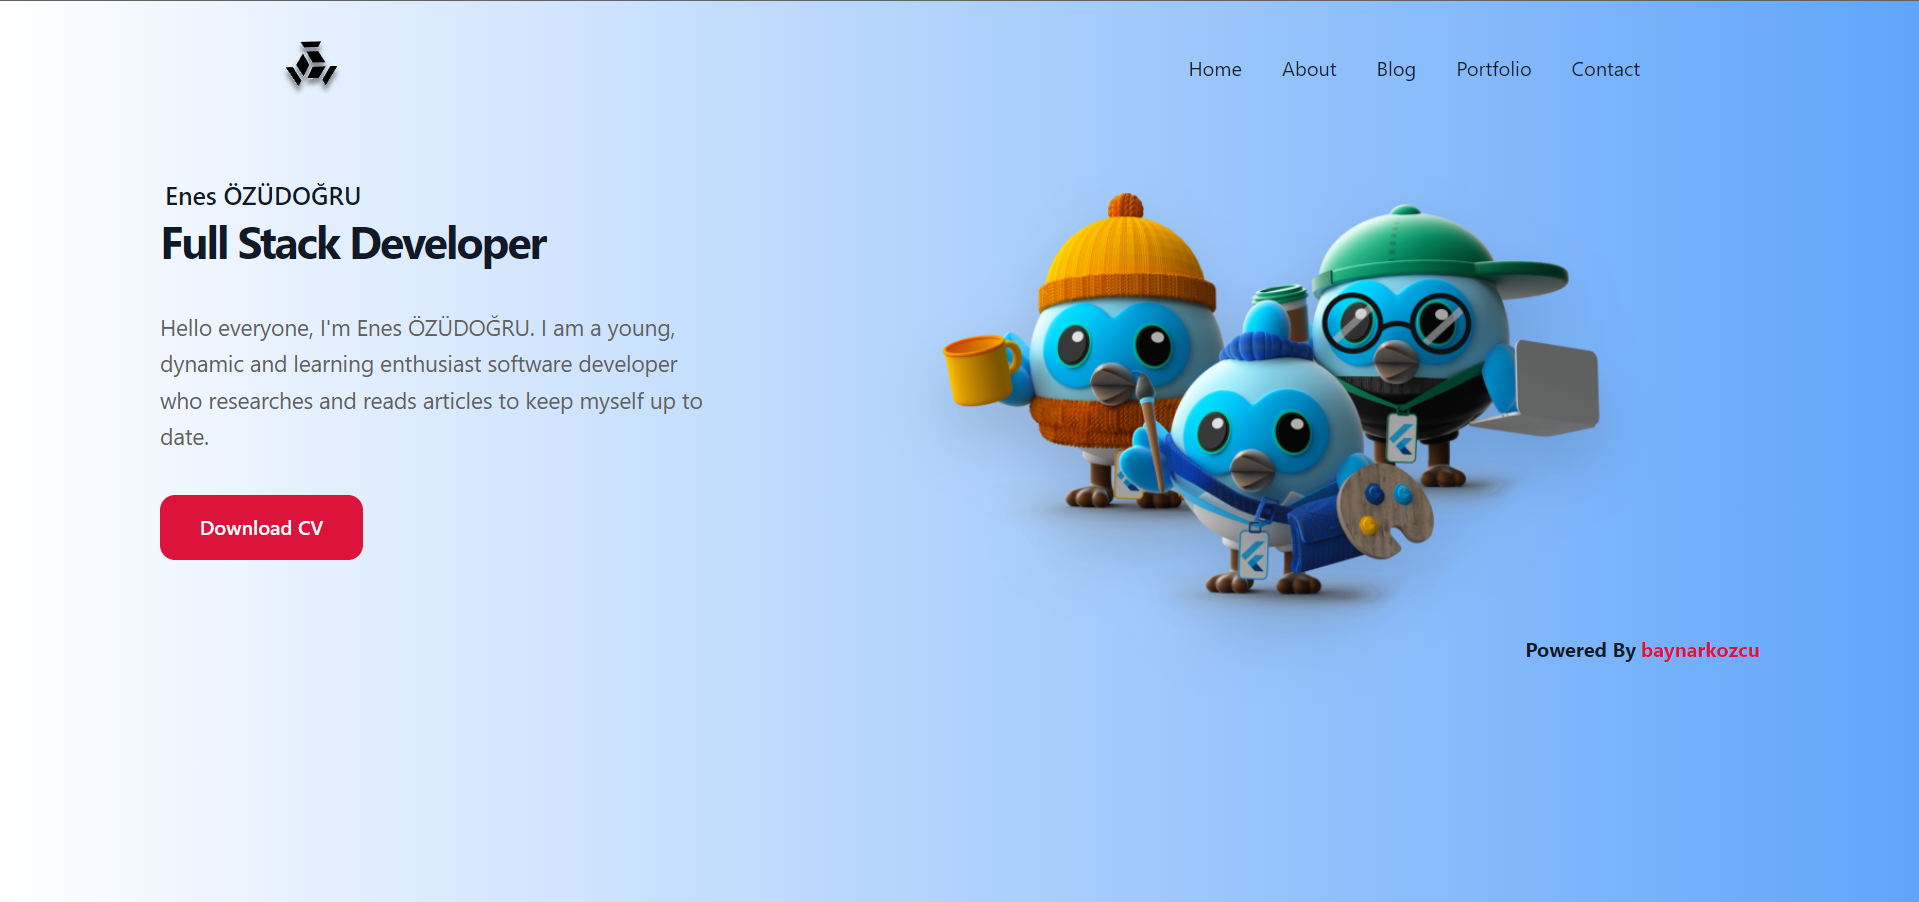 Home About Blog Portfolio Contact
Enes ÖZÜDOĞRU
Full Stack Developer
Hello everyone, I'm Enes ÖZÜDOĞRU. I am a young,
dynamic and learning enthusiast software developer
who researches and reads articles to keep myself up to
date.
Download CV
Powered By baynarkozcu